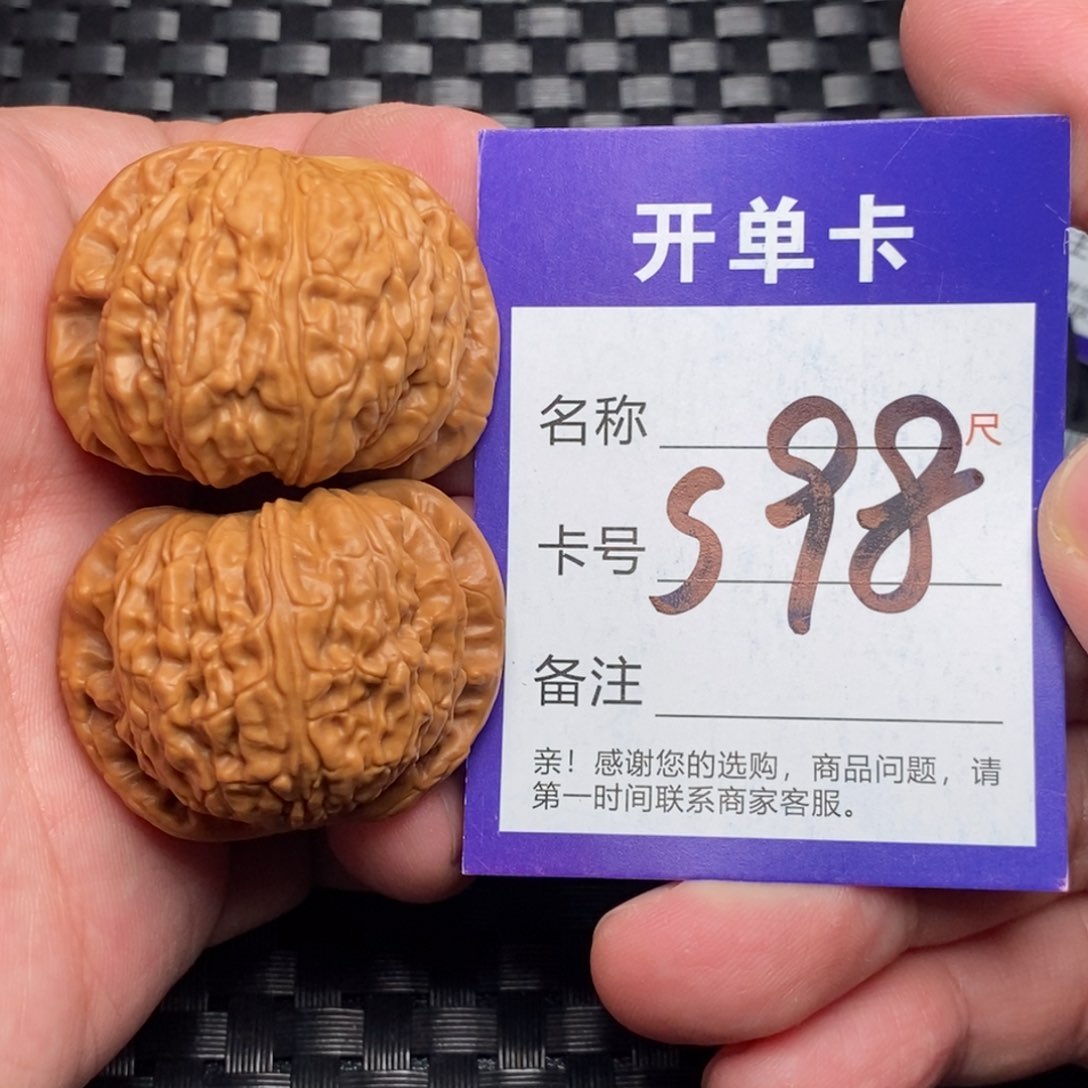 开单卡
名称 尺
卡号 S98
备注
亲！感谢您的选购，商品问题，请
第一时间联系商家客服。